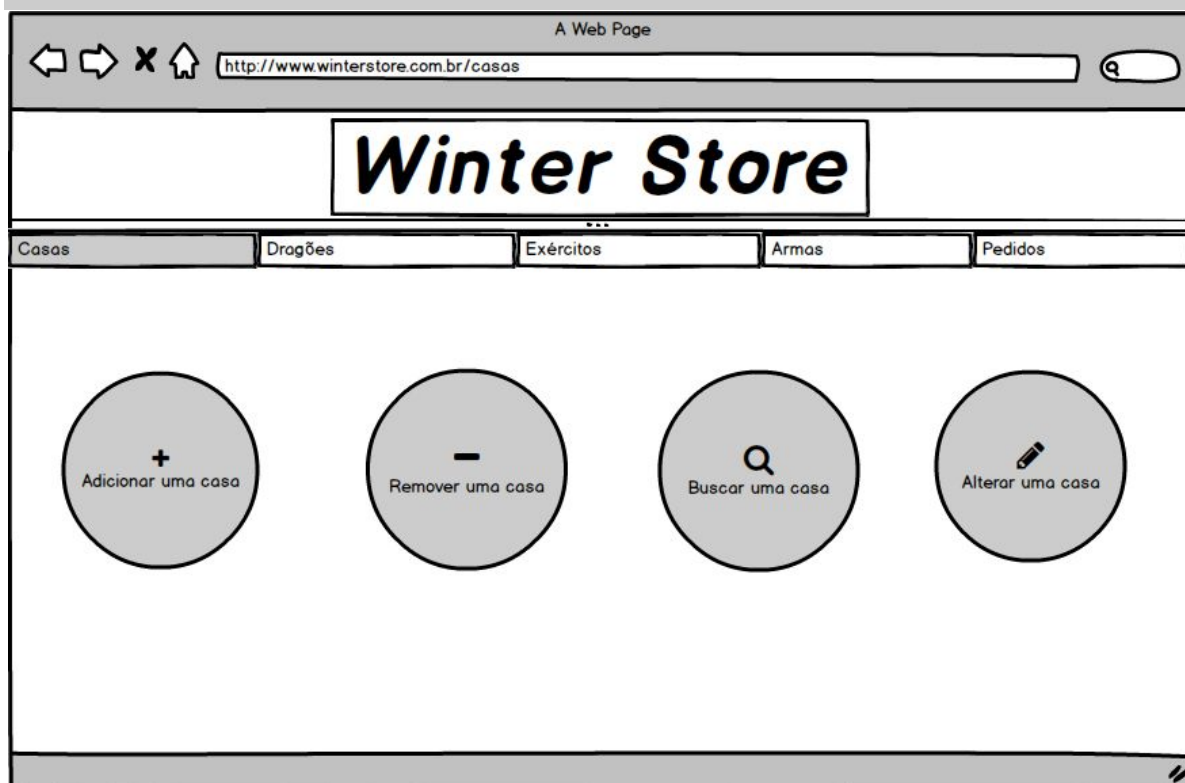 A Web Page
http://www.winterstore.com.br/casas
Winter Store
Casas
Dragões
Exércitos
Armas
Pedidos
Adicionar uma casa
Remover uma casa
Buscar uma casa
Alterar uma casa